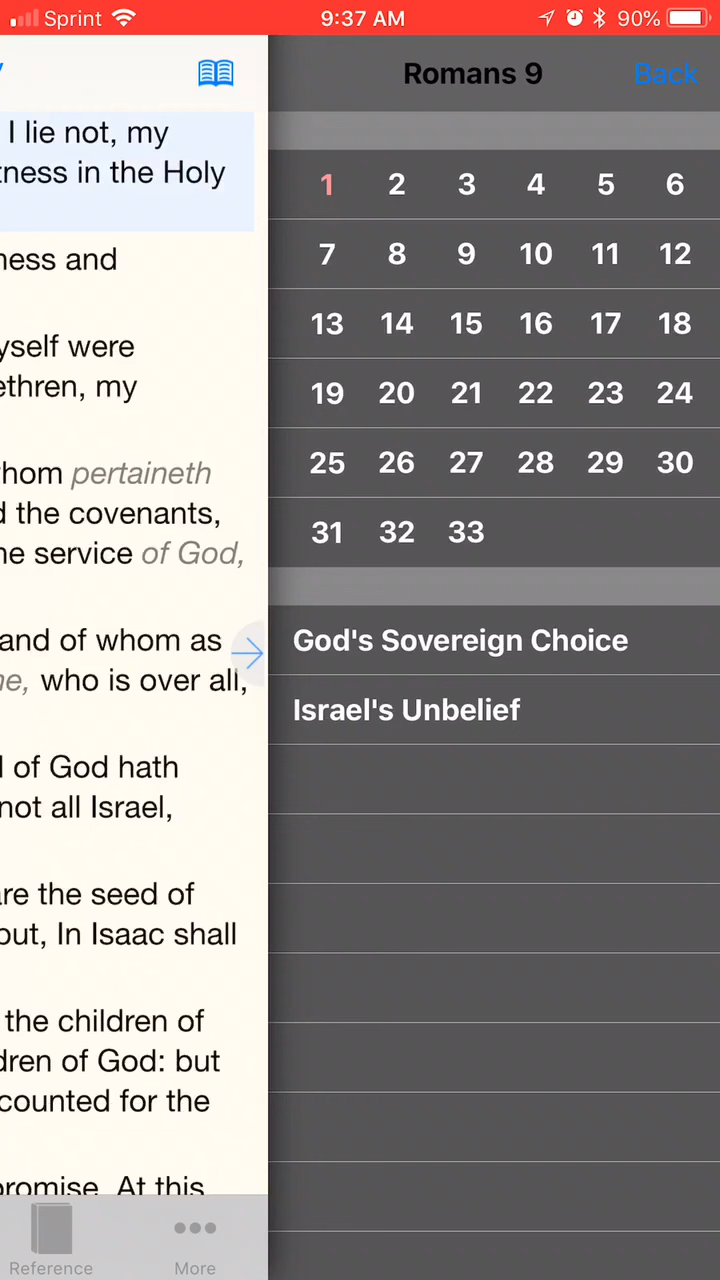 Sprint 9:37 AM 90%
Romans 9 Back
I lie not, my
ness in the Holy
ness and
yself were
ethren, my
hom pertaineth
d the covenants,
he service of God,
and of whom as
ne, who is over all,
l of God hath
not all Israel,
are the seed of
but, In Isaac shall
the children of
dren of God: but
counted for the
promise. At this
Reference More
1 2 3 4 5 6
7 8 9 10 11 12
13 14 15 16 17 18
19 20 21 22 23 24
25 26 27 28 29 30
31 32 33
God's Sovereign Choice
Israel's Unbelief